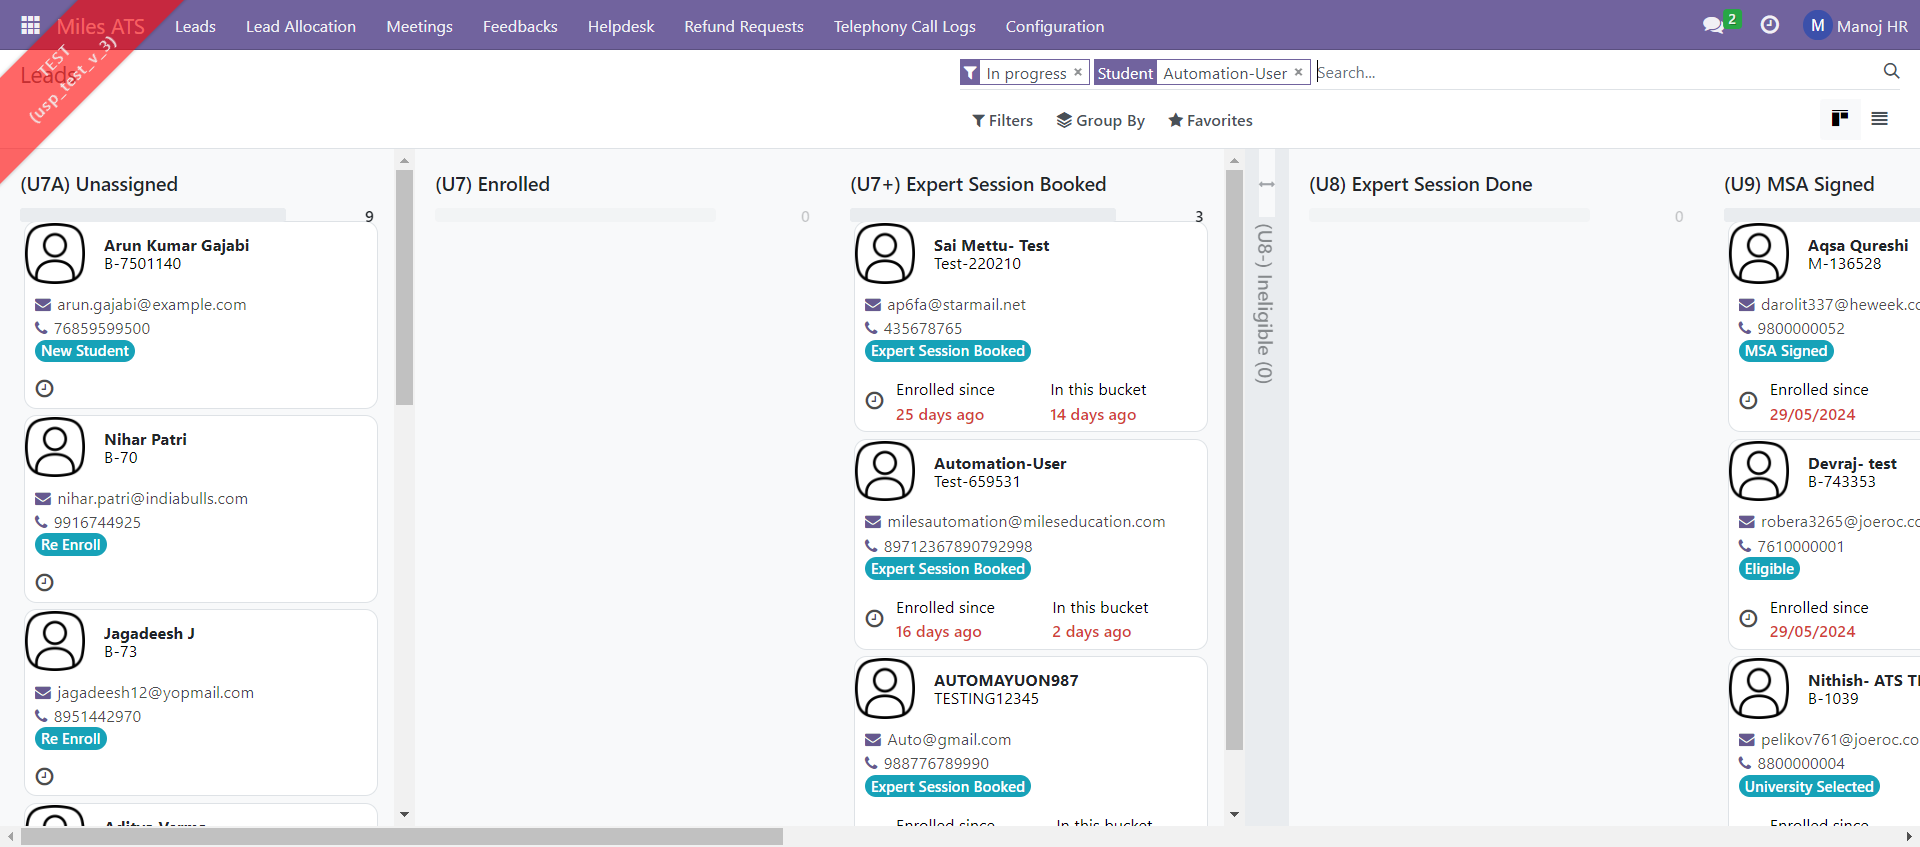 Miles ATS
Leads
Lead Allocation
Meetings
Feedbacks
Helpdesk
Refund Requests
Telephony Call Logs
Configuration
2
M
Manoj HR
TEST
(usp_test_v_3)
Leads
In progress ×
Student
Automation-User ×
Search...
Filters
Group By
Favorites
(U7A) Unassigned
9
Arun Kumar Gajabi
B-7501140
arun.gajabi@example.com
76859599500
New Student
Nihar Patri
B-70
nihar.patri@indiabulls.com
9916744925
Re Enroll
Jagadeesh J
B-73
jagadeesh12@yopmail.com
8951442970
Re Enroll
(U7) Enrolled
0
(U7+) Expert Session Booked
3
Sai Mettu- Test
Test-220210
ap6fa@starmail.net
435678765
Expert Session Booked
Enrolled since
In this bucket
25 days ago
14 days ago
Automation-User
Test-659531
milesautomation@mileseducation.com
89712367890792998
Expert Session Booked
Enrolled since
In this bucket
16 days ago
2 days ago
AUTOMAYUON987
TESTING12345
Auto@gmail.com
988776789990
Expert Session Booked
Enrolled since
In this bucket
(U8-) Ineligible (0)
(U8) Expert Session Done
0
(U9) MSA Signed
Aqsa Qureshi
M-136528
darolit337@heweek.co
9800000052
MSA Signed
Enrolled since
29/05/2024
Devraj- test
B-743353
robera3265@joeroc.co
7610000001
Eligible
Enrolled since
29/05/2024
Nithish- ATS T
B-1039
pelikov761@joeroc.co
8800000004
University Selected
Enrolled since